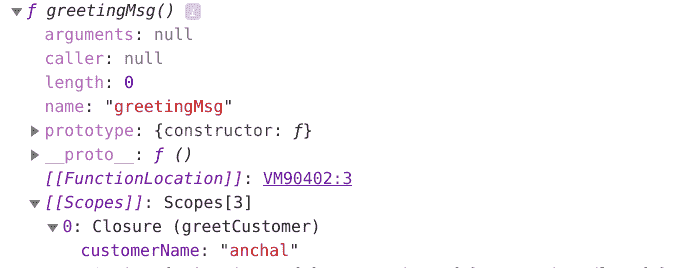 ƒ greetingMsg()
arguments: null
caller: null
length: 0
name: "greetingMsg"
prototype: {constructor: ƒ}
__proto__: ƒ ()
[[FunctionLocation]]: VM90402:3
[[Scopes]]: Scopes[3]
0: Closure (greetCustomer)
customerName: "anchal"